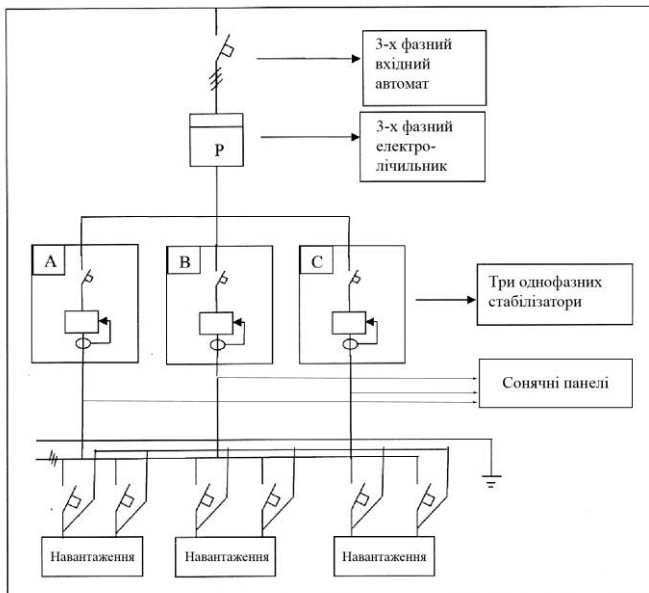 3-х фазний
вхідний
автомат
3-х фазний
електро-
лічильник
P
A
B
C
Три однофазних
стабілізатори
Сонячні панелі
Навантаження
Навантаження
Навантаження